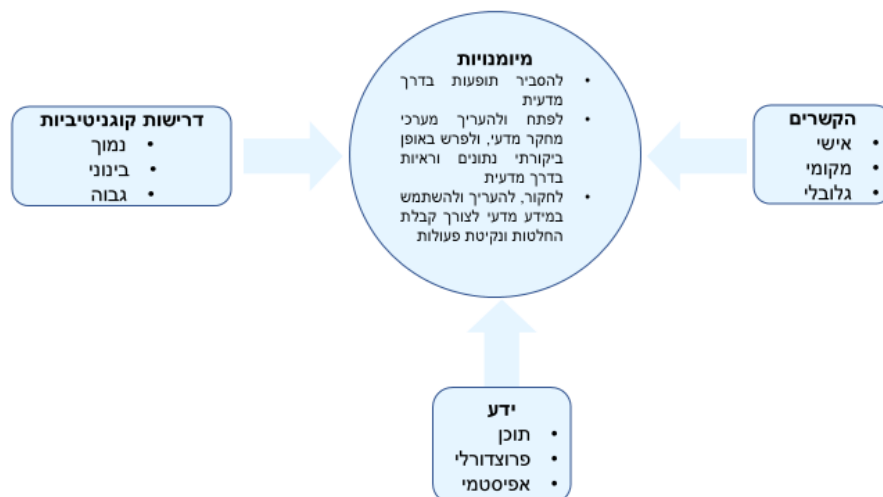 מיומנויות
• להסביר תופעות בדרך
מדעית
• לפתח ולהעריך מערכי
מחקר מדעי, ולפרש באופן
ביקורתי נתונים וראיות
בדרך מדעית
• לחקור, להעריך ולהשתמש
במידע מדעי לצורך קבלת
החלטות ונקיטת פעולות
הקשרים
• אישי
• מקומי
• גלובלי
דרישות קוגניטיביות
• נמוך
• בינוני
• גבוה
ידע
• תוכן
• פרוצדורלי
• אפיסטמי